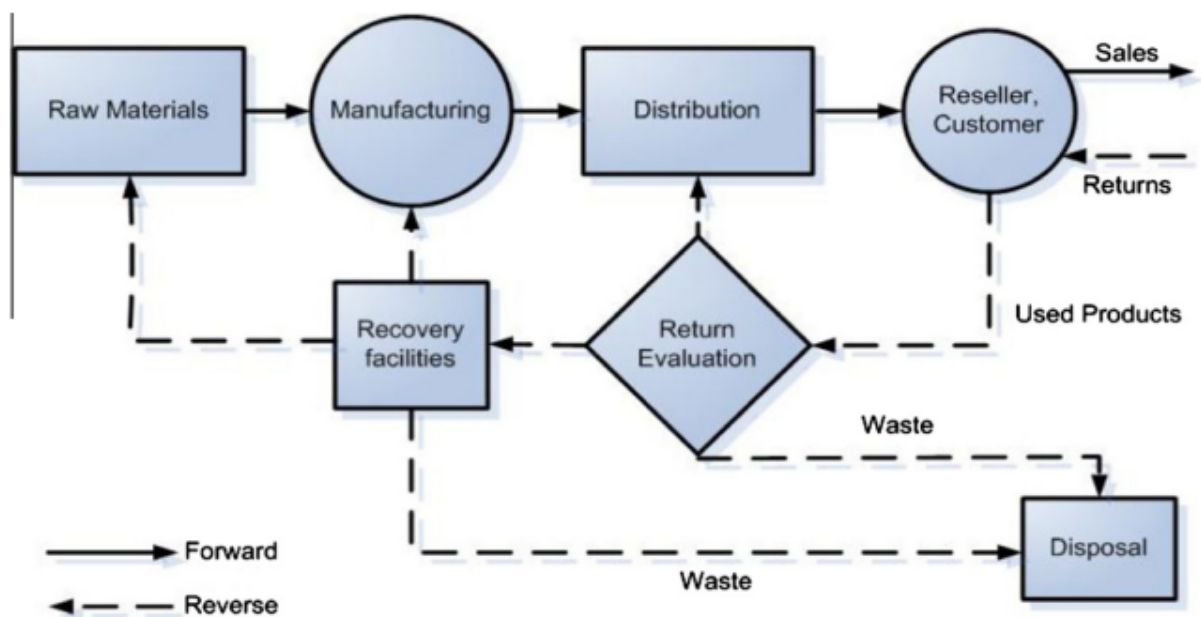 Sales
Raw Materials
Manufacturing
Distribution
Reseller,
Customer
Returns
Used Products
Recovery
facilities
Return
Evaluation
Waste
Disposal
Waste
Forward
Reverse